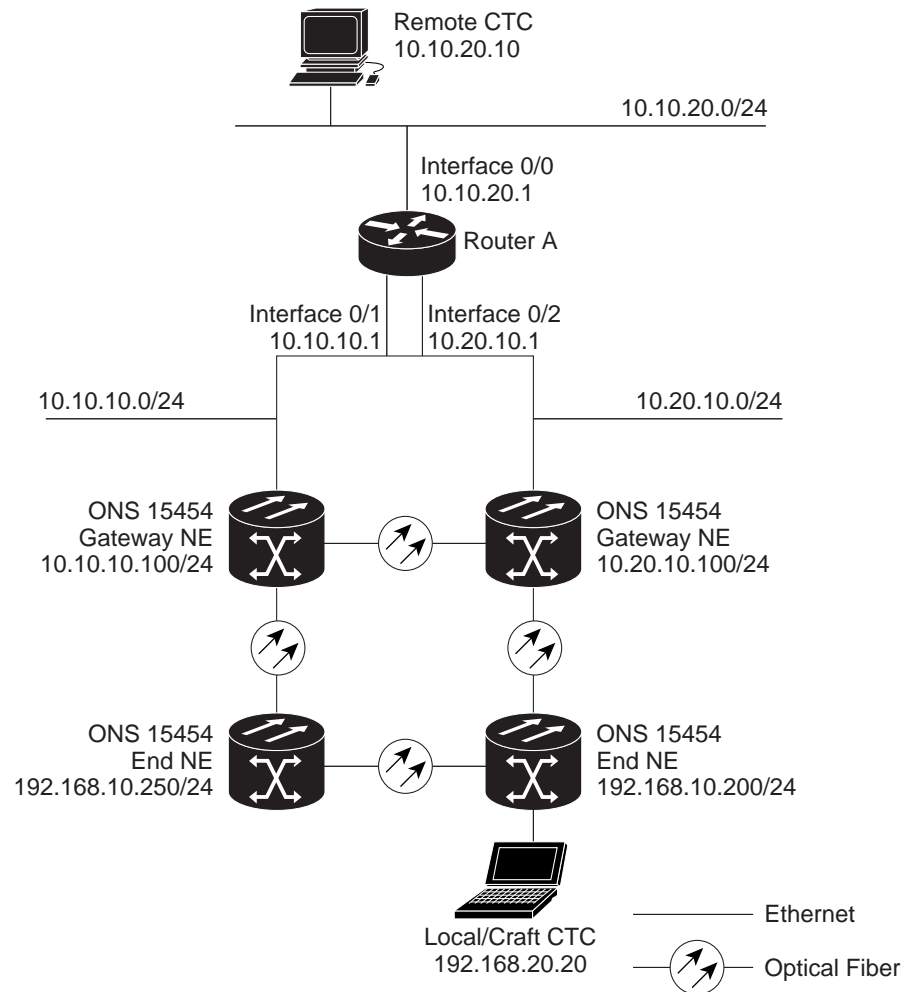 Remote CTC
10.10.20.10
10.10.20.0/24
Interface 0/0
10.10.20.1
Router A
Interface 0/1
10.10.10.1
Interface 0/2
10.20.10.1
10.10.10.0/24
10.20.10.0/24
ONS 15454
Gateway NE
10.10.10.100/24
ONS 15454
Gateway NE
10.20.10.100/24
ONS 15454
End NE
192.168.10.250/24
ONS 15454
End NE
192.168.10.200/24
Local/Craft CTC
192.168.20.20
Ethernet
Optical Fiber